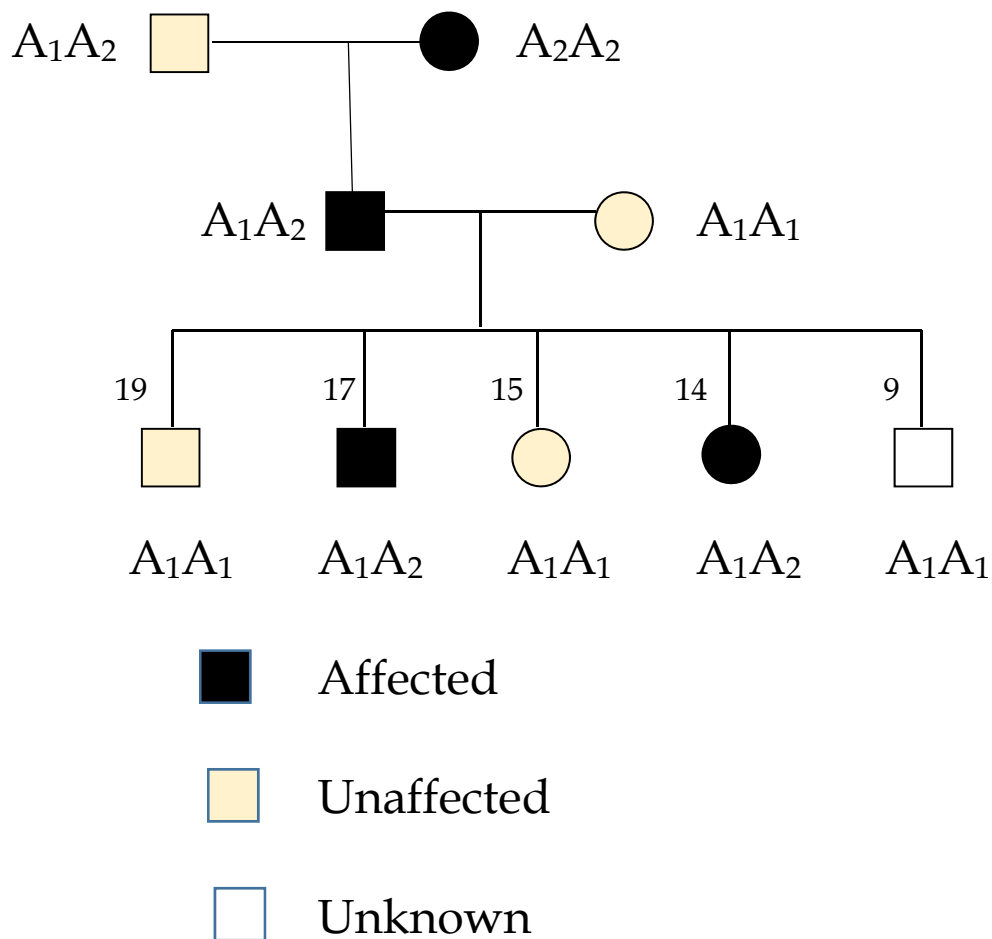 A₁A₂ A₂A₂
A₁A₂ A₁A₁
19 17 15 14 9
A₁A₁ A₁A₂ A₁A₁ A₁A₂ A₁A₁
Affected
Unaffected
Unknown